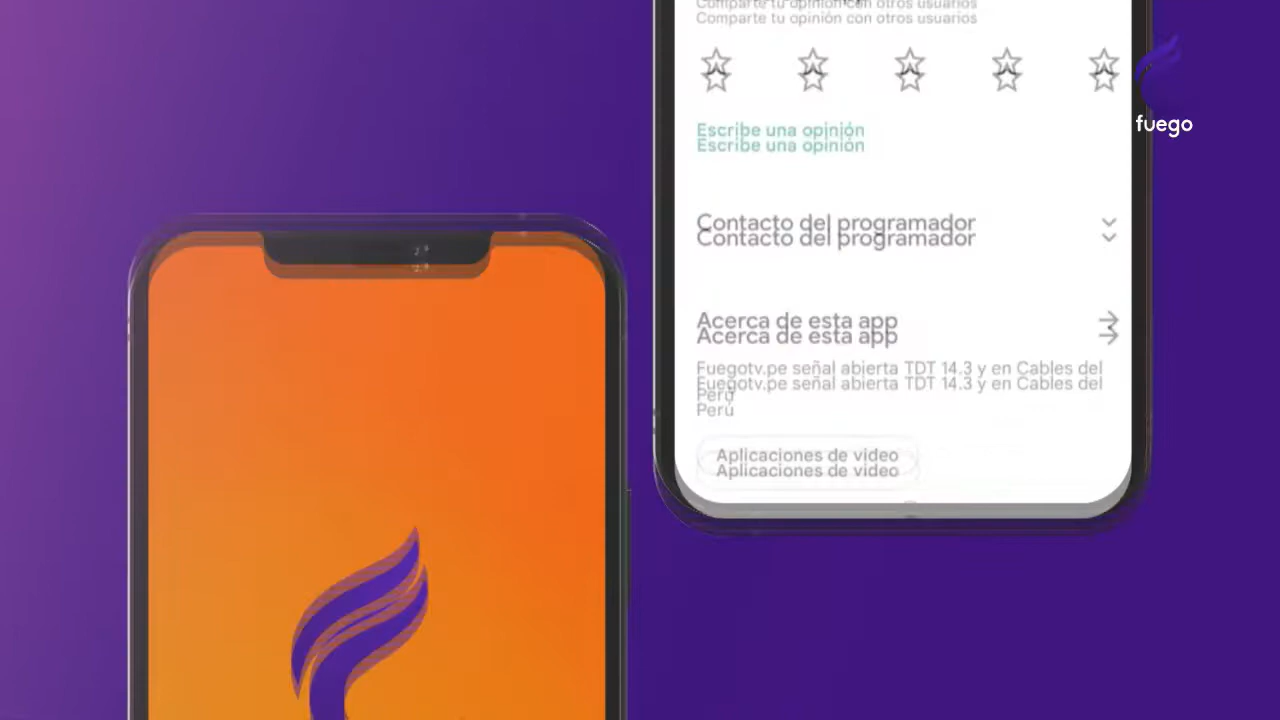 Comparte tu opinión con otros usuarios
Escribe una opinión
Contacto del programador
Acerca de esta app
Fuegotv.pe señal abierta TDT 14.3 y en Cables del
Perú
Aplicaciones de video
fuego